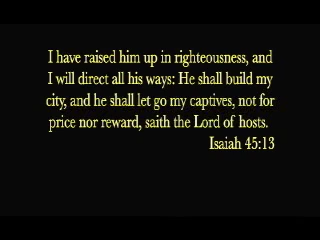 I have raised him up in righteousness, and
I will direct all his ways: He shall build my
city, and he shall let go my captives, not for
price nor reward, saith the Lord of hosts.
Isaiah 45:13